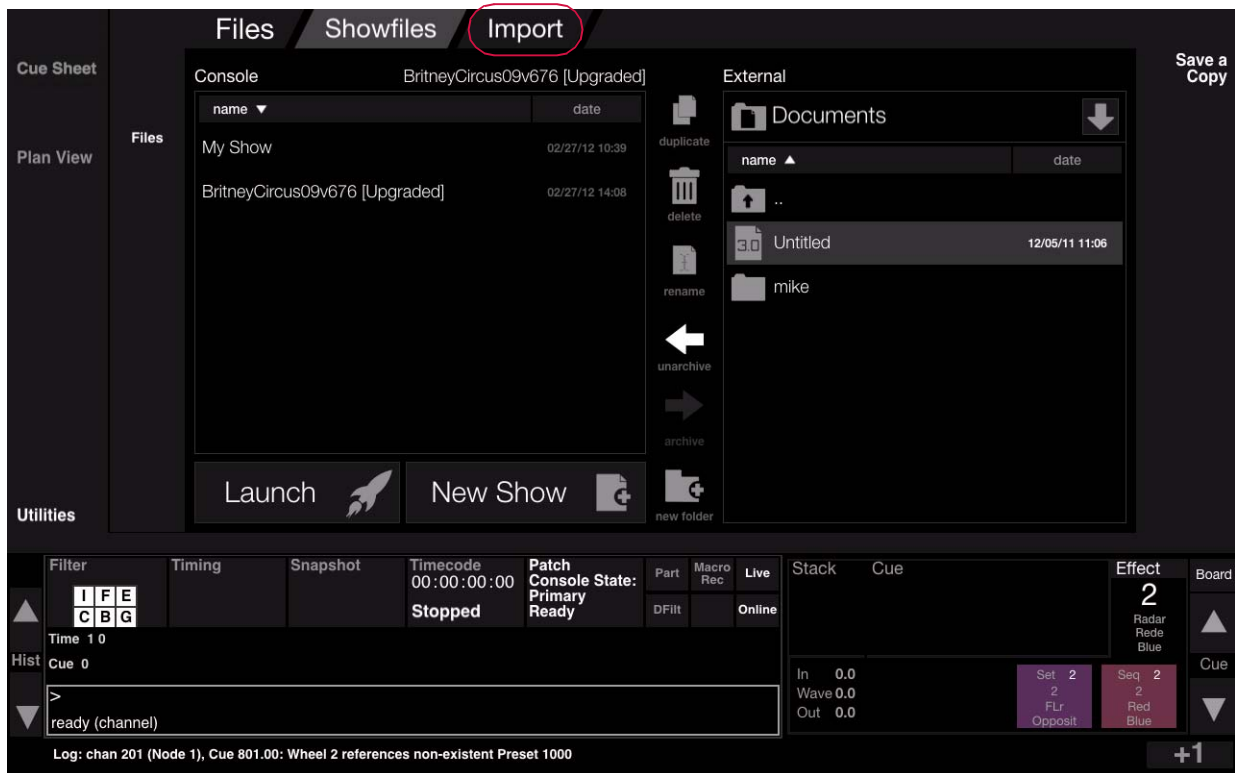 Files Showfiles Import
Cue Sheet
Plan View
Utilities
Files
Save a
Copy
Console BritneyCircus09v676 [Upgraded]
name ▼ date
My Show 02/27/12 10:39
BritneyCircus09v676 [Upgraded] 02/27/12 14:08
Launch New Show
duplicate
delete
rename
unarchive
archive
new folder
External
Documents
name ▲ date
..
3.0 Untitled 12/05/11 11:06
mike
Filter
I F E
C B G
Timing
Snapshot
Timecode
00:00:00:00
Stopped
Patch
Console State:
Primary
Ready
Part
Macro
Rec
Live
DFilt
Online
Hist
Time 1 0
Cue 0
>
ready (channel)
Log: chan 201 (Node 1), Cue 801.00: Wheel 2 references non-existent Preset 1000
Stack Cue
In 0.0
Wave 0.0
Out 0.0
Effect
2
Radar
Rede
Blue
Set 2
2
FLr
Opposit
Seq 2
2
Red
Blue
Board
Cue
+1